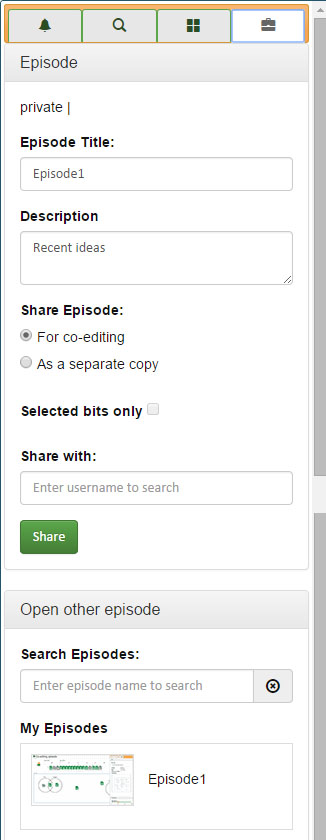 Episode
private |
Episode Title:
Episode1
Description
Recent ideas
Share Episode:
For co-editing
As a separate copy
Selected bits only
Share with:
Enter username to search
Share
Open other episode
Search Episodes:
Enter episode name to search
My Episodes
Episode1